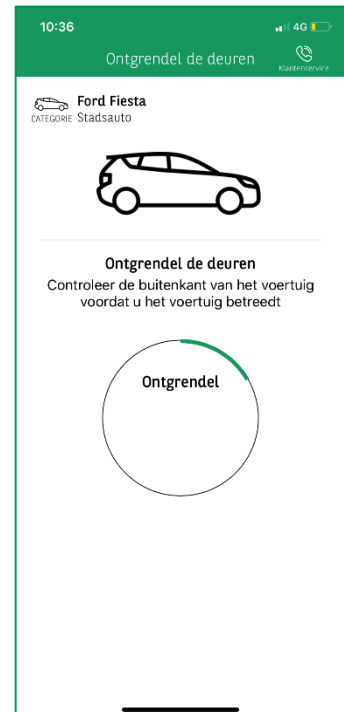 10:36
4G
Ontgrendel de deuren
Klantenservice
Ford Fiesta
CATEGORIE Stadsauto
Ontgrendel de deuren
Controleer de buitenkant van het voertuig
voordat u het voertuig betreedt
Ontgrendel